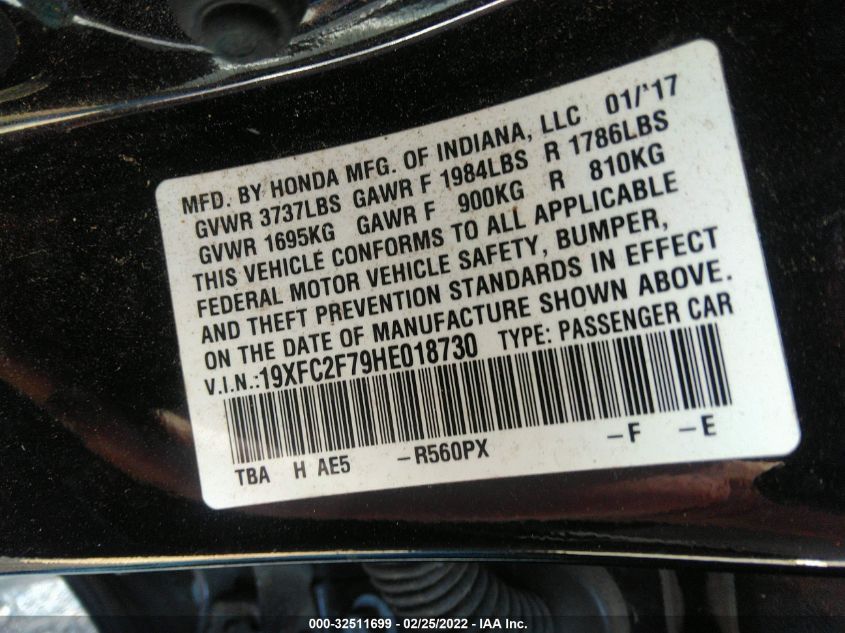 MFD. BY HONDA MFG. OF INDIANA, LLC 01/'17
GVWR 3737LBS GAWR F 1984LBS R 1786LBS
GVWR 1695KG GAWR F 900KG R 810KG
THIS VEHICLE CONFORMS TO ALL APPLICABLE
FEDERAL MOTOR VEHICLE SAFETY, BUMPER,
AND THEFT PREVENTION STANDARDS IN EFFECT
ON THE DATE OF MANUFACTURE SHOWN ABOVE.
V.I.N.:19XFC2F79HE018730 TYPE: PASSENGER CAR
TBA H AE5 -R560PX -F -E
000-32511699 - 02/25/2022 - IAA Inc.